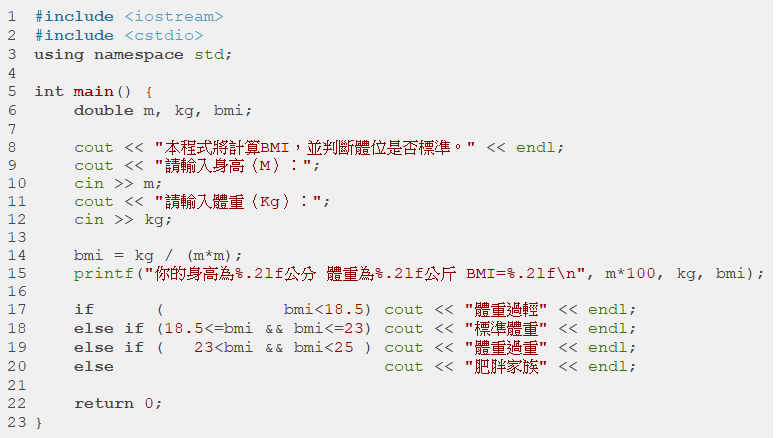 1 #include <iostream>
2 #include <cstdio>
3 using namespace std;
4
5 int main() {
6     double m, kg, bmi;
7
8     cout << "本程式將計算BMI，並判斷體位是否標準。" << endl;
9     cout << "請輸入身高（M）：";
10     cin >> m;
11     cout << "請輸入體重（Kg）：";
12     cin >> kg;
13
14     bmi = kg / (m*m);
15     printf("你的身高為%.2lf公分 體重為%.2lf公斤 BMI=%.2lf\n", m*100, kg, bmi);
16
17     if      (            bmi<18.5) cout << "體重過輕" << endl;
18     else if (18.5<=bmi && bmi<=23) cout << "標準體重" << endl;
19     else if (   23<bmi && bmi<25 ) cout << "體重過重" << endl;
20     else                           cout << "肥胖家族" << endl;
21
22     return 0;
23 }